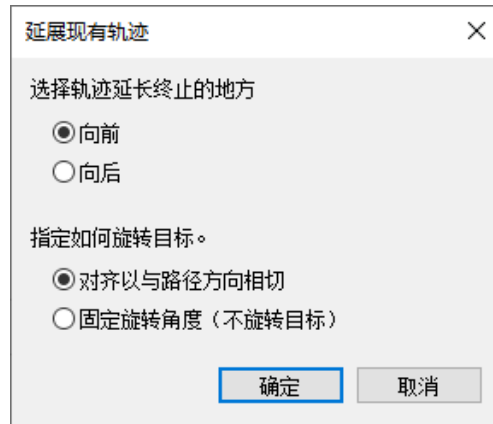 延展现有轨迹
选择轨迹延长终止的地方
向前
向后
指定如何旋转目标。
对齐以与路径方向相切
固定旋转角度（不旋转目标）
确定
取消